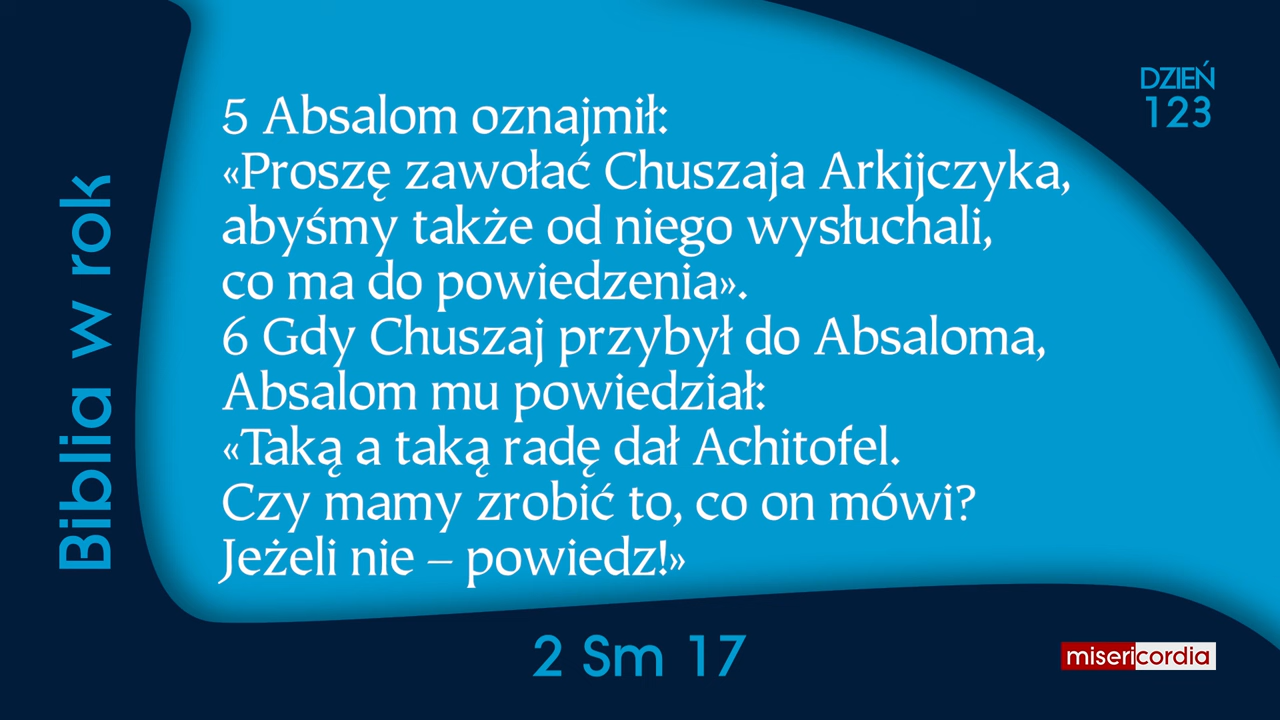 Biblia w rok
DZIEŃ
123
5 Absalom oznajmił:
«Proszę zawołać Chuszaja Arkijczyka,
abyśmy także od niego wysłuchali,
co ma do powiedzenia».
6 Gdy Chuszaj przybył do Absaloma,
Absalom mu powiedział:
«Taką a taką radę dał Achitofel.
Czy mamy zrobić to, co on mówi?
Jeżeli nie – powiedz!»
2 Sm 17
misericordia